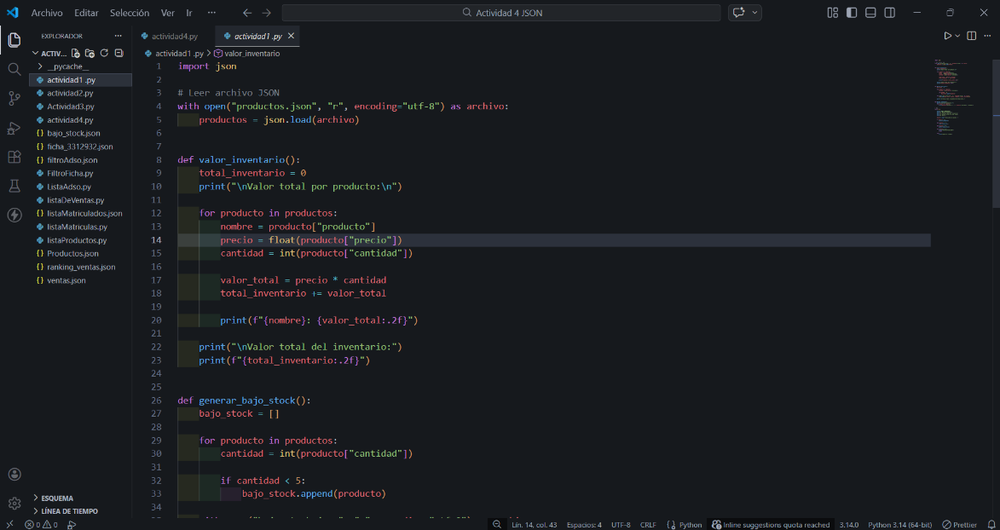 Archivo Editar Selección Ver Ir ··· Actividad 4 JSON
EXPLORADOR ···
ACTIV...
__pycache__
actividad1 .py
actividad2.py
Actividad3.py
actividad4.py
bajo_stock.json
ficha_3312932.json
filtroAdso.json
FiltroFicha.py
ListaAdso.py
listaDeVentas.py
listaMatriculados.json
listaMatriculas.py
listaProductos.py
Productos.json
ranking_ventas.json
ventas.json
ESQUEMA
LÍNEA DE TIEMPO
actividad4.py actividad1 .py
actividad1 .py > valor_inventario
1 import json
2
3 # Leer archivo JSON
4 with open("productos.json", "r", encoding="utf-8") as archivo:
5 productos = json.load(archivo)
6
7
8 def valor_inventario():
9 total_inventario = 0
10 print("\nValor total por producto:\n")
11
12 for producto in productos:
13 nombre = producto["producto"]
14 precio = float(producto["precio"])
15 cantidad = int(producto["cantidad"])
16
17 valor_total = precio * cantidad
18 total_inventario += valor_total
19
20 print(f"{nombre}: {valor_total:.2f}")
21
22 print("\nValor total del inventario:")
23 print(f"{total_inventario:.2f}")
24
25
26 def generar_bajo_stock():
27 bajo_stock = []
28
29 for producto in productos:
30 cantidad = int(producto["cantidad"])
31
32 if cantidad < 5:
33 bajo_stock.append(producto)
34
0 0 Lín. 14, col. 43 Espacios: 4 UTF-8 CRLF {} Python Inline suggestions quota reached 3.14.0 Python 3.14 (64-bit) Prettier